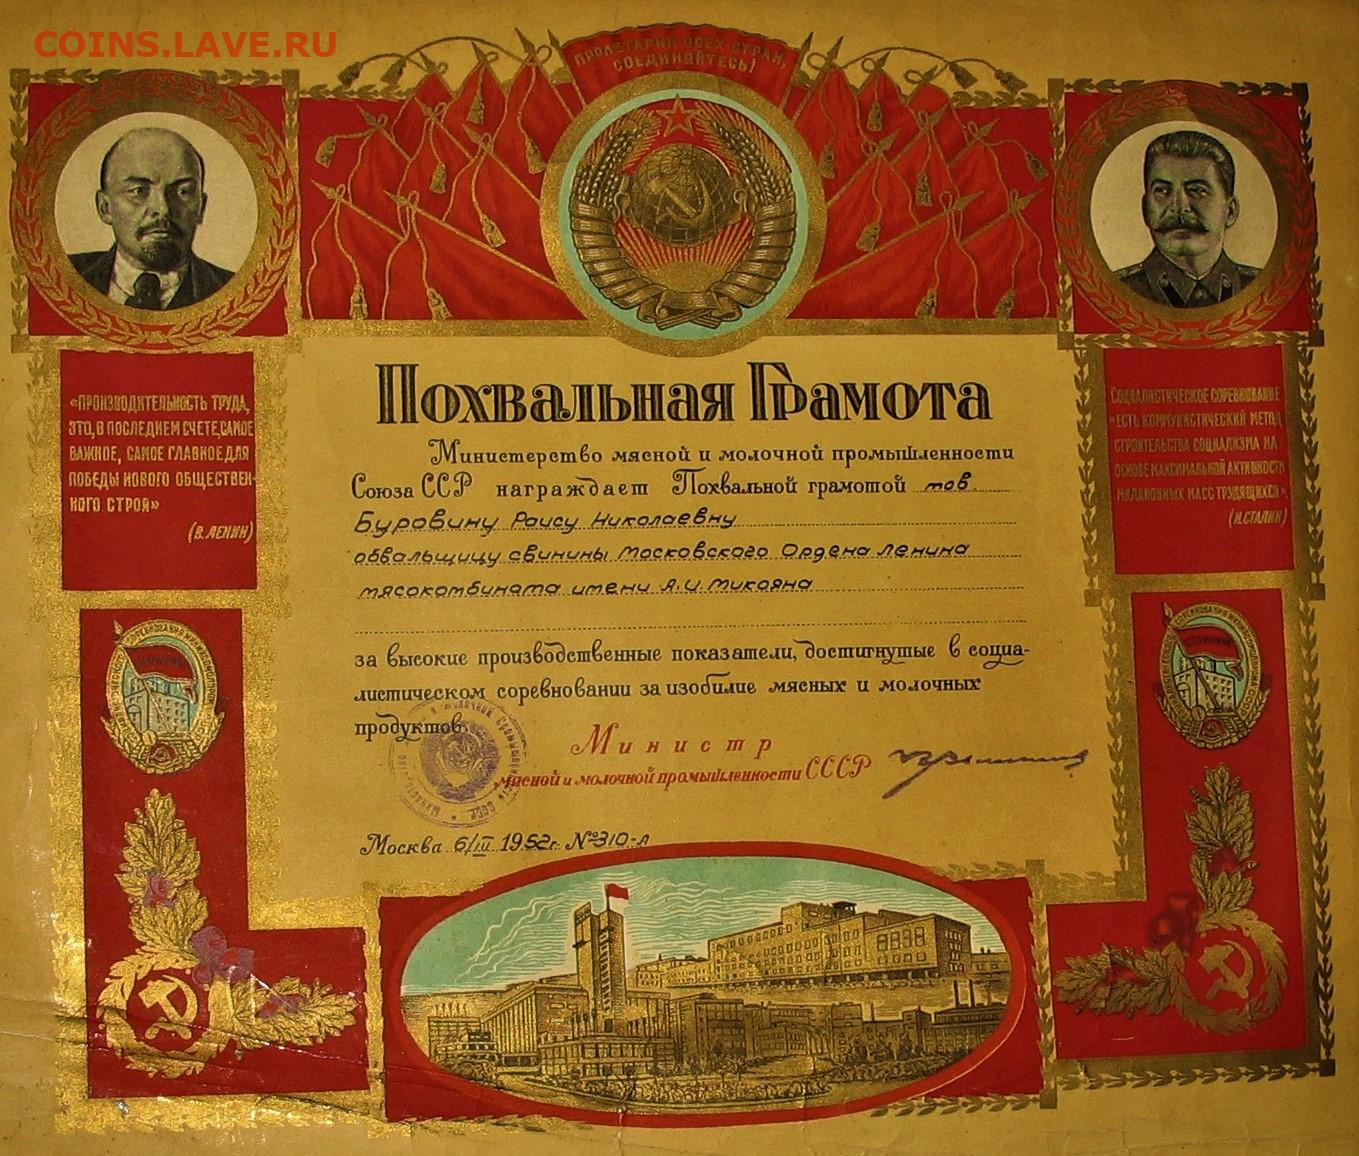 COINS.LAVE.RU
ПРОЛЕТАРИИ ВСЕХ СТРАН,
СОЕДИНЯЙТЕСЬ!
«ПРОИЗВОДИТЕЛЬНОСТЬ ТРУДА,
ЭТО, В ПОСЛЕДНЕМ СЧЕТЕ, САМОЕ
ВАЖНОЕ, САМОЕ ГЛАВНОЕ ДЛЯ
ПОБЕДЫ НОВОГО ОБЩЕСТВЕН-
НОГО СТРОЯ»
(В. ЛЕНИН)
СОЦИАЛИСТИЧЕСКОЕ СОРЕВНОВАНИЕ
«ЕСТЬ КОММУНИСТИЧЕСКИЙ МЕТОД
СТРОИТЕЛЬСТВА СОЦИАЛИЗМА НА
ОСНОВЕ МАКСИМАЛЬНОЙ АКТИВНОСТИ
МИЛЛИОННЫХ МАСС ТРУДЯЩИХСЯ».
(И. СТАЛИН)
Похвальная Грамота
Министерство мясной и молочной промышленности
Союза ССР награждает Похвальной грамотой тов.
Буровину Раису Николаевну
обвальщицу свинины Московского Ордена Ленина
мясокомбината имени А. И. Микояна
за высокие производственные показатели, достигнутые в социа-
листическом соревновании за изобилие мясных и молочных
продуктов.
Министр
мясной и молочной промышленности СССР
Москва 6/III 1952 г. № 310-л